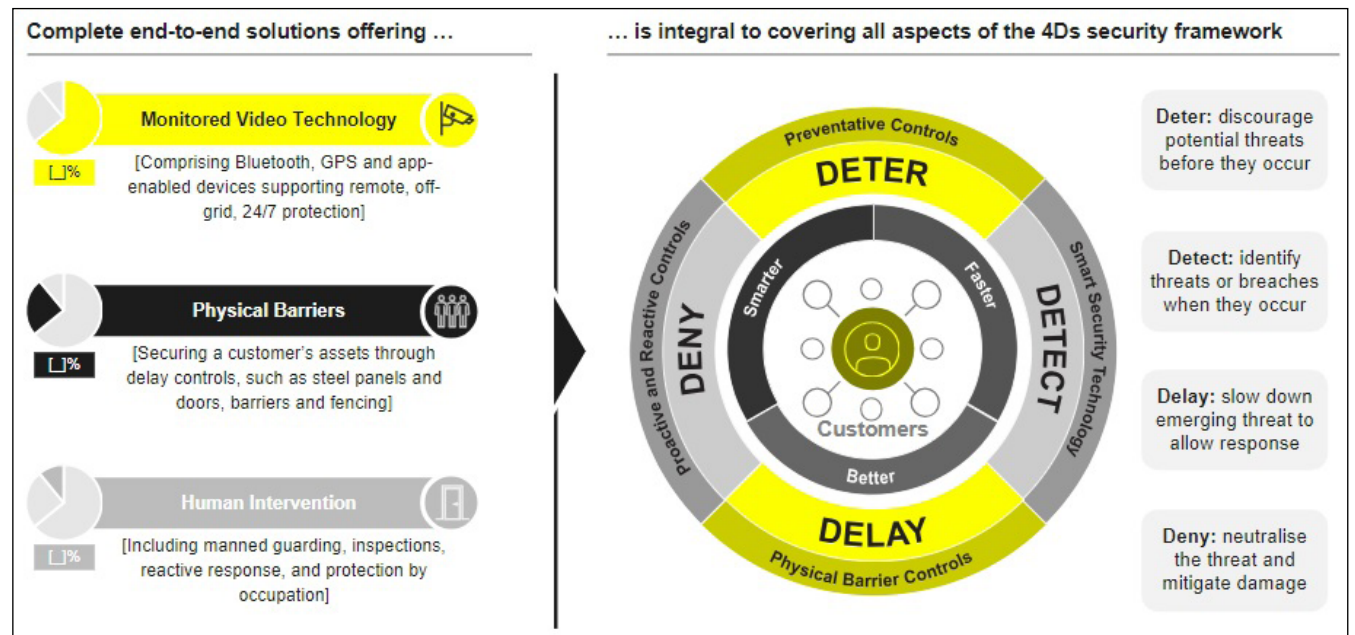 Complete end-to-end solutions offering …
… is integral to covering all aspects of the 4Ds security framework
Monitored Video Technology
[_]%
[Comprising Bluetooth, GPS and app-
enabled devices supporting remote, off-
grid, 24/7 protection]
Physical Barriers
[_]%
[Securing a customer's assets through
delay controls, such as steel panels and
doors, barriers and fencing]
Human Intervention
[_]%
[Including manned guarding, inspections,
reactive response, and protection by
occupation]
Preventative Controls
DETER
Smart Security Technology
DETECT
Physical Barrier Controls
DELAY
Proactive and Reactive Controls
DENY
Smarter
Faster
Better
Customers
Deter: discourage
potential threats
before they occur
Detect: identify
threats or breaches
when they occur
Delay: slow down
emerging threat to
allow response
Deny: neutralise
the threat and
mitigate damage